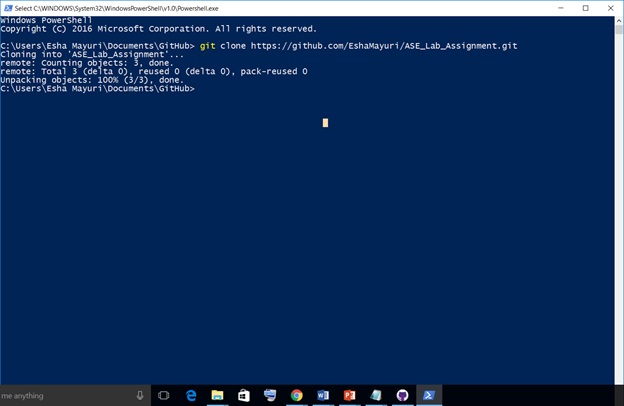 Select C:\WINDOWS\System32\WindowsPowerShell\v1.0\Powershell.exe
Windows PowerShell
Copyright (C) 2016 Microsoft Corporation. All rights reserved.
C:\Users\Esha Mayuri\Documents\GitHub> git clone https://github.com/EshaMayuri/ASE_Lab_Assignment.git
Cloning into 'ASE_Lab_Assignment'...
remote: Counting objects: 3, done.
remote: Total 3 (delta 0), reused 0 (delta 0), pack-reused 0
Unpacking objects: 100% (3/3), done.
C:\Users\Esha Mayuri\Documents\GitHub>
me anything